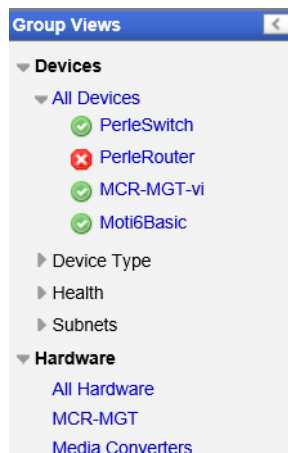 Group Views
Devices
All Devices
PerleSwitch
PerleRouter
MCR-MGT-vi
Moti6Basic
Device Type
Health
Subnets
Hardware
All Hardware
MCR-MGT
Media Converters